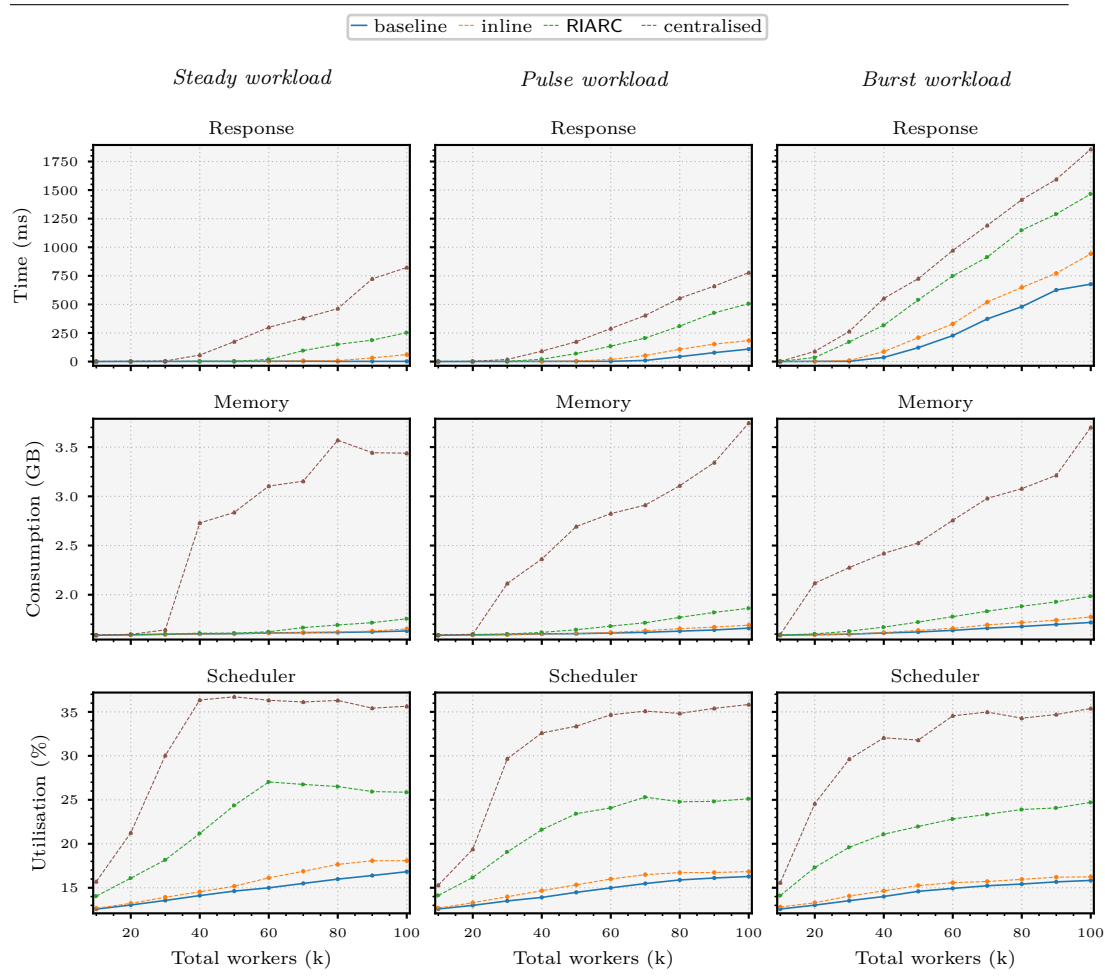 baseline inline RIARC centralised
Steady workload Pulse workload Burst workload
Response Response Response
Time (ms)
1750
1500
1250
1000
750
500
250
0
Memory Memory Memory
Consumption (GB)
3.5
3.0
2.5
2.0
Scheduler Scheduler Scheduler
Utilisation (%)
35
30
25
20
15
20 40 60 80 100 20 40 60 80 100 20 40 60 80 100
Total workers (k) Total workers (k) Total workers (k)